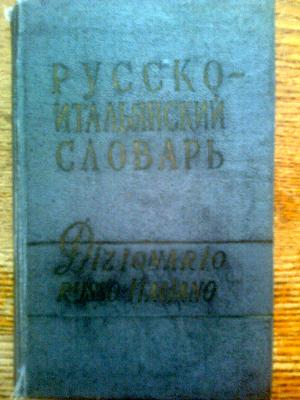 РУССКО-
ИТАЛЬЯНСКИЙ
СЛОВАРЬ
Dizionario
RUSSO-ITALIANO